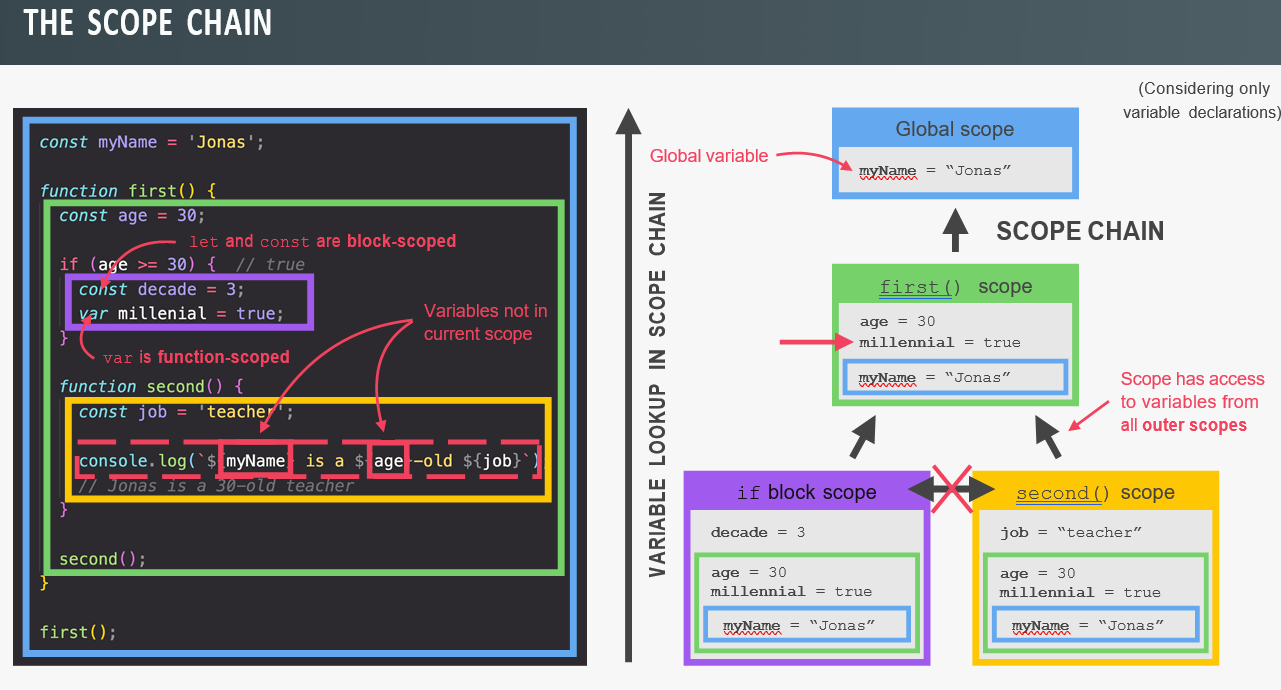 THE SCOPE CHAIN
const myName = 'Jonas';
function first() {
const age = 30;
let and const are block-scoped
if (age >= 30) { // true
const decade = 3;
var millenial = true;
}
var is function-scoped
Variables not in
current scope
function second() {
const job = 'teacher';
console.log(`${myName} is a ${age}-old ${job}`)
// Jonas is a 30-old teacher
}
second();
}
first();
VARIABLE LOOKUP IN SCOPE CHAIN
(Considering only
variable declarations)
Global variable
Global scope
myName = “Jonas”
SCOPE CHAIN
first() scope
age = 30
millennial = true
myName = “Jonas”
Scope has access
to variables from
all outer scopes
if block scope
decade = 3
age = 30
millennial = true
myName = “Jonas”
second() scope
job = “teacher”
age = 30
millennial = true
myName = “Jonas”